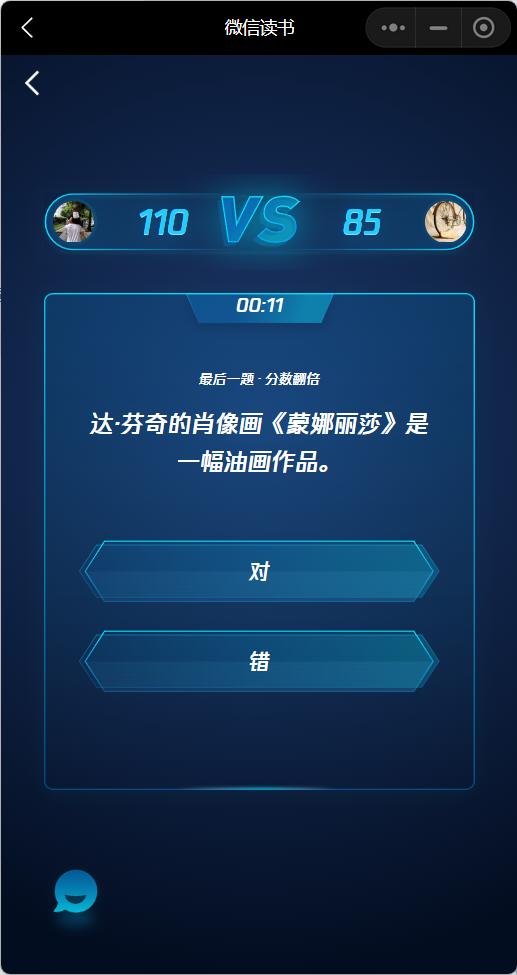 微信读书
110 VS 85
00:11
最后一题 · 分数翻倍
达·芬奇的肖像画《蒙娜丽莎》是
一幅油画作品。
对
错